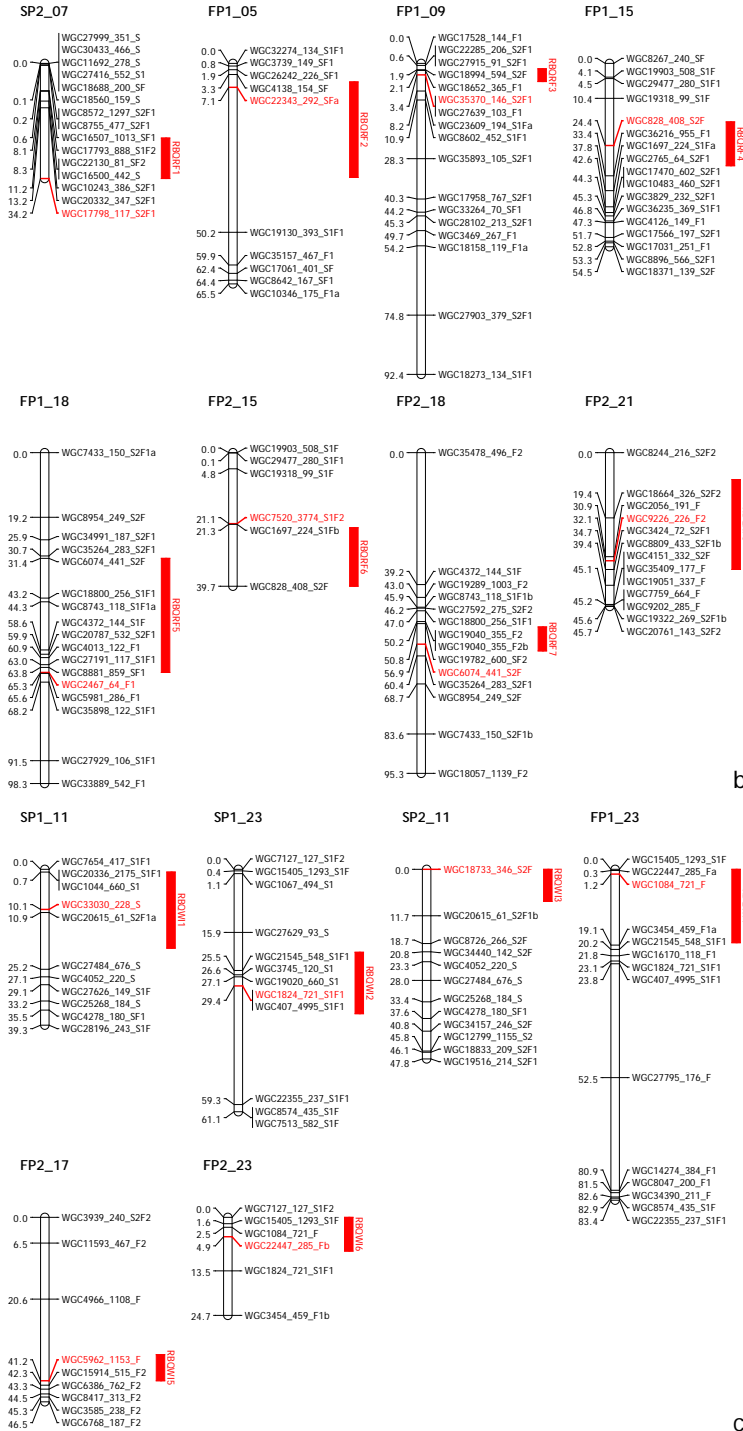 SP2_07
WGC27999_351_S
WGC30433_466_S
0.0 WGC11692_278_S
WGC27416_552_S1
WGC18688_200_SF
0.1 WGC18560_159_S
WGC8572_1297_S2F1
0.2 WGC8755_477_S2F1
0.6 WGC16507_1013_SF1
8.1 WGC17793_888_S1F2
WGC22130_81_SF2
8.3 WGC16500_442_S
11.2 WGC10243_386_S2F1
13.2 WGC20332_347_S2F1
34.2 WGC17798_117_S2F1
RBQRF1
FP1_05
0.0 WGC32274_134_S1F1
0.8 WGC3739_149_SF1
1.9 WGC26242_226_SF1
3.3 WGC4138_154_SF
7.1 WGC22343_292_SFa
50.2 WGC19130_393_S1F1
59.9 WGC35157_467_F1
62.4 WGC17061_401_SF
64.4 WGC8642_167_SF1
65.5 WGC10346_175_F1a
RBQRF2
FP1_09
0.0 WGC17528_144_F1
WGC22285_206_S2F1
0.6 WGC27915_91_S2F1
1.9 WGC18994_594_S2F
2.1 WGC18652_365_F1
WGC35370_146_S2F1
3.4 WGC27639_103_F1
8.2 WGC23609_194_S1Fa
10.9 WGC8602_452_S1F1
28.3 WGC35893_105_S2F1
40.3 WGC17958_767_S2F1
44.2 WGC33264_70_SF1
45.3 WGC28102_213_S2F1
49.7 WGC3469_267_F1
54.2 WGC18158_119_F1a
74.8 WGC27903_379_S2F1
92.4 WGC18273_134_S1F1
RBQRF3
FP1_15
0.0 WGC8267_240_SF
4.1 WGC19903_508_S1F
4.5 WGC29477_280_S1F1
10.4 WGC19318_99_S1F
24.4 WGC828_408_S2F
33.4 WGC36216_955_F1
37.8 WGC1697_224_S1Fa
42.6 WGC2765_64_S2F1
WGC17470_602_S2F1
44.3 WGC10483_460_S2F1
45.3 WGC3829_232_S2F1
46.8 WGC36235_369_S1F1
47.3 WGC4126_149_F1
51.7 WGC17566_197_S2F1
52.8 WGC17031_251_F1
53.3 WGC8896_566_S2F1
54.5 WGC18371_139_S2F
RBQRF4
FP1_18
0.0 WGC7433_150_S2F1a
19.2 WGC8954_249_S2F
25.9 WGC34991_187_S2F1
30.7 WGC35264_283_S2F1
31.4 WGC6074_441_S2F
43.2 WGC18800_256_S1F1
44.3 WGC8743_118_S1F1a
58.6 WGC4372_144_S1F
59.9 WGC20787_532_S2F1
60.9 WGC4013_122_F1
63.0 WGC27191_117_S1F1
63.8 WGC8881_859_SF1
65.3 WGC2467_64_F1
65.6 WGC5981_286_F1
68.2 WGC35898_122_S1F1
91.5 WGC27929_106_S1F1
98.3 WGC33889_542_F1
RBQRF5
FP2_15
0.0 WGC19903_508_S1F
0.1 WGC29477_280_S1F1
4.8 WGC19318_99_S1F
21.1 WGC7520_3774_S1F2
21.3 WGC1697_224_S1Fb
39.7 WGC828_408_S2F
RBQRF6
FP2_18
0.0 WGC35478_496_F2
39.2 WGC4372_144_S1F
43.0 WGC19289_1003_F2
45.9 WGC8743_118_S1F1b
46.2 WGC27592_275_S2F2
47.0 WGC18800_256_S1F1
WGC19040_355_F2
50.2 WGC19040_355_F2b
50.8 WGC19782_600_SF2
56.9 WGC6074_441_S2F
60.4 WGC35264_283_S2F1
68.7 WGC8954_249_S2F
83.6 WGC7433_150_S2F1b
95.3 WGC18057_1139_F2
RBQRF7
FP2_21
0.0 WGC8244_216_S2F2
19.4 WGC18664_326_S2F2
30.9 WGC2056_191_F
32.1 WGC9226_226_F2
34.7 WGC3424_72_S2F1
39.4 WGC8809_433_S2F1b
WGC4151_332_S2F
45.1 WGC35409_177_F
WGC19051_337_F
WGC7759_664_F
45.2 WGC9202_285_F
45.6 WGC19322_269_S2F1b
45.7 WGC20761_143_S2F2
b
SP1_11
0.0 WGC7654_417_S1F1
WGC20336_2175_S1F1
0.7 WGC1044_660_S1
10.1 WGC33030_228_S
10.9 WGC20615_61_S2F1a
25.2 WGC27484_676_S
27.1 WGC4052_220_S
29.1 WGC27626_149_S1F
33.2 WGC25268_184_S
35.5 WGC4278_180_SF1
39.3 WGC28196_243_S1F
RBQWI1
SP1_23
0.0 WGC7127_127_S1F2
0.4 WGC15405_1293_S1F
1.1 WGC1067_494_S1
15.9 WGC27629_93_S
25.5 WGC21545_548_S1F1
26.6 WGC3745_120_S1
27.1 WGC19020_660_S1
WGC1824_721_S1F1
29.4 WGC407_4995_S1F1
59.3 WGC22355_237_S1F1
WGC8574_435_S1F
61.1 WGC7513_582_S1F
RBQWI2
SP2_11
0.0 WGC18733_346_S2F
11.7 WGC20615_61_S2F1b
18.7 WGC8726_266_S2F
20.8 WGC34440_142_S2F
23.3 WGC4052_220_S
28.0 WGC27484_676_S
33.4 WGC25268_184_S
37.6 WGC4278_180_SF1
40.8 WGC34157_246_S2F
45.8 WGC12799_1155_S2
46.1 WGC18833_209_S2F1
47.8 WGC19516_214_S2F1
RBQWI3
FP1_23
0.0 WGC15405_1293_S1F
0.3 WGC22447_285_Fa
1.2 WGC1084_721_F
19.1 WGC3454_459_F1a
20.2 WGC21545_548_S1F1
21.8 WGC16170_118_F1
23.1 WGC1824_721_S1F1
23.8 WGC407_4995_S1F1
52.5 WGC27795_176_F
80.9 WGC14274_384_F1
81.5 WGC8047_200_F1
82.6 WGC34390_211_F
82.9 WGC8574_435_S1F
83.4 WGC22355_237_S1F1
FP2_17
0.0 WGC3939_240_S2F2
6.5 WGC11593_467_F2
20.6 WGC4966_1108_F
41.2 WGC5962_1153_F
42.3 WGC15914_515_F2
43.3 WGC6386_762_F2
44.5 WGC8417_313_F2
45.3 WGC3585_238_F2
46.5 WGC6768_187_F2
RBQWI5
FP2_23
0.0 WGC7127_127_S1F2
1.6 WGC15405_1293_S1F
2.5 WGC1084_721_F
4.9 WGC22447_285_Fb
13.5 WGC1824_721_S1F1
24.7 WGC3454_459_F1b
RBQWI6
c